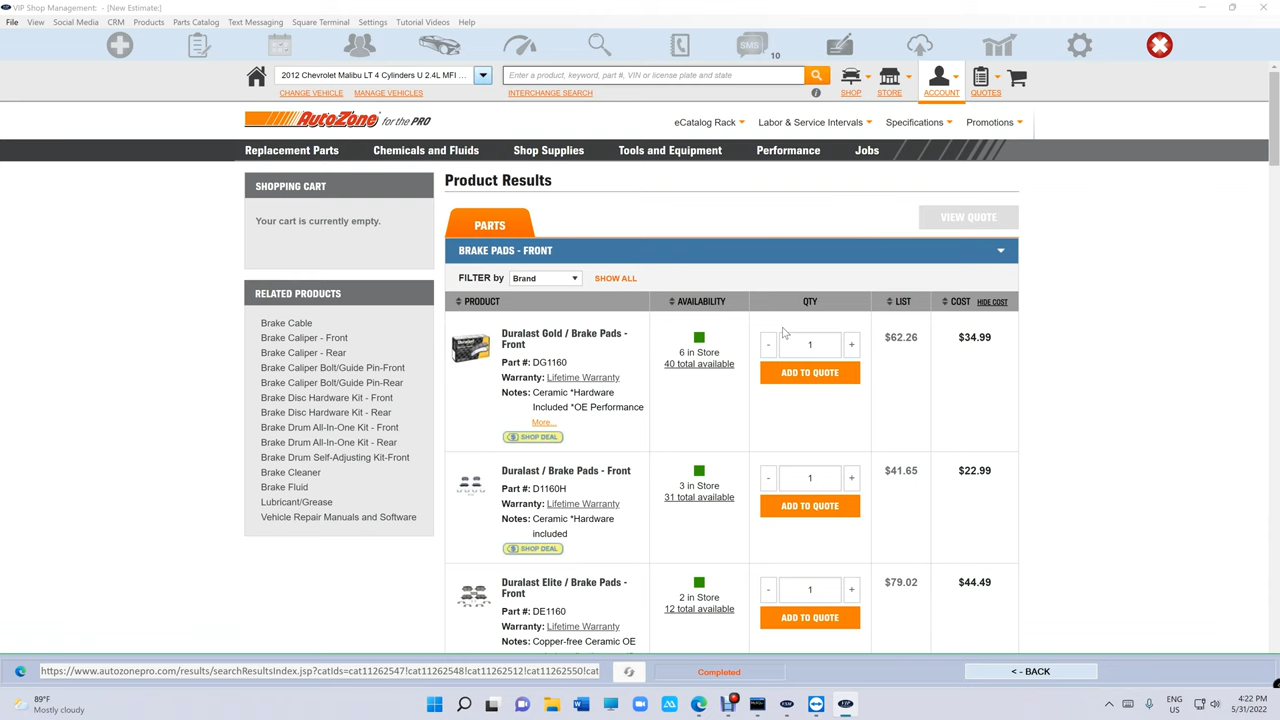 VIP Shop Management: - [New Estimate]
File View Social Media CRM Products Parts Catalog Text Messaging Square Terminal Settings Tutorial Videos Help
SMS 10
2012 Chevrolet Malibu LT 4 Cylinders U 2.4L MFI ...
Enter a product, keyword, part #, VIN or license plate and state
CHANGE VEHICLE MANAGE VEHICLES INTERCHANGE SEARCH SHOP STORE ACCOUNT QUOTES
AutoZone for the PRO
eCatalog Rack Labor & Service Intervals Specifications Promotions
Replacement Parts Chemicals and Fluids Shop Supplies Tools and Equipment Performance Jobs
SHOPPING CART
Your cart is currently empty.
RELATED PRODUCTS
Brake Cable
Brake Caliper - Front
Brake Caliper - Rear
Brake Caliper Bolt/Guide Pin-Front
Brake Caliper Bolt/Guide Pin-Rear
Brake Disc Hardware Kit - Front
Brake Disc Hardware Kit - Rear
Brake Drum All-In-One Kit - Front
Brake Drum All-In-One Kit - Rear
Brake Drum Self-Adjusting Kit-Front
Brake Cleaner
Brake Fluid
Lubricant/Grease
Vehicle Repair Manuals and Software
Product Results
PARTS
VIEW QUOTE
BRAKE PADS - FRONT
FILTER by Brand SHOW ALL
PRODUCT AVAILABILITY QTY LIST COST HIDE COST
Duralast Gold / Brake Pads -
Front
Part #: DG1160
Warranty: Lifetime Warranty
Notes: Ceramic *Hardware
Included *OE Performance
More...
SHOP DEAL
6 in Store
40 total available
- 1 +
ADD TO QUOTE
$62.26
$34.99
Duralast / Brake Pads - Front
Part #: D1160H
Warranty: Lifetime Warranty
Notes: Ceramic *Hardware
included
SHOP DEAL
3 in Store
31 total available
- 1 +
ADD TO QUOTE
$41.65
$22.99
Duralast Elite / Brake Pads -
Front
Part #: DE1160
Warranty: Lifetime Warranty
Notes: Copper-free Ceramic OE
2 in Store
12 total available
- 1 +
ADD TO QUOTE
$79.02
$44.49
https://www.autozonepro.com/results/searchResultsIndex.jsp?catIds=cat11262547!cat11262548!cat11262512!cat11262550!cat
Completed
< - BACK
89°F
Mostly cloudy
VSM
VIP
ENG
US
4:22 PM
5/31/2022